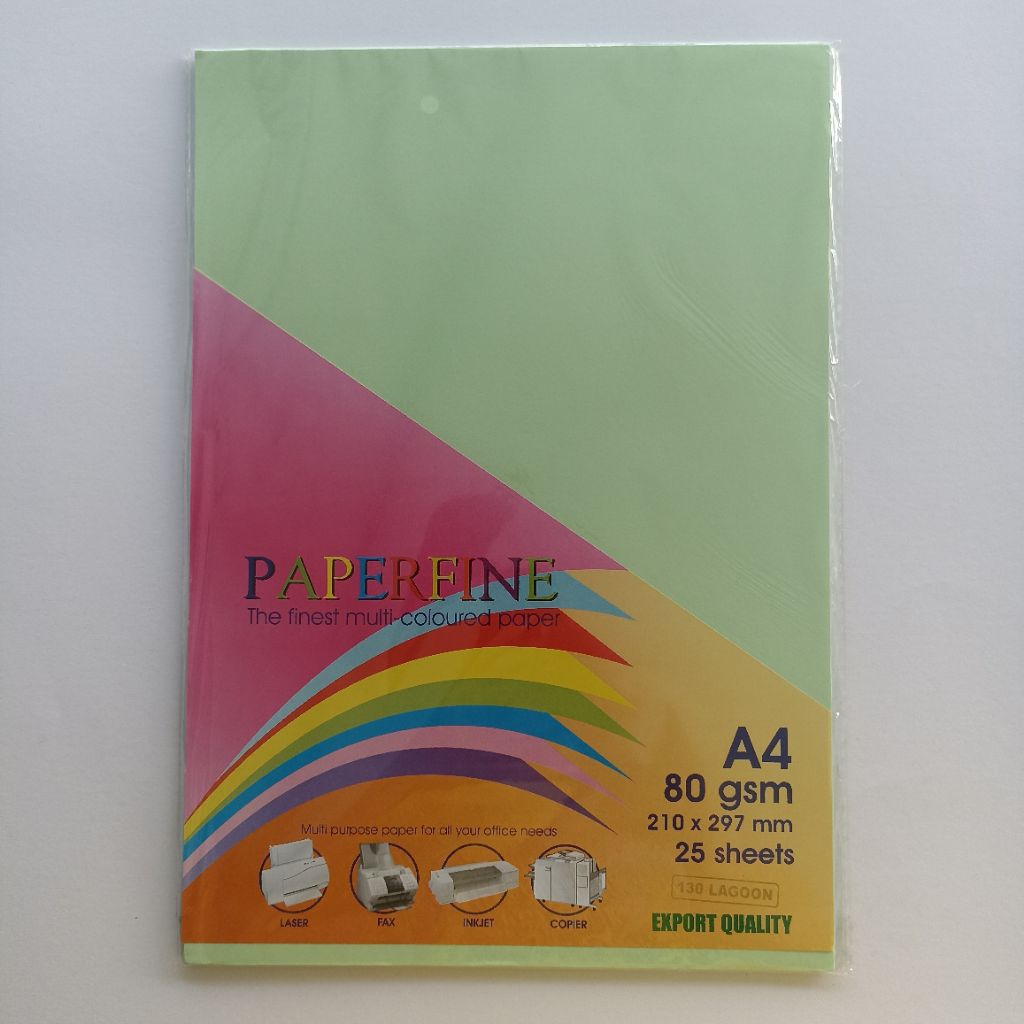 PAPERFINE
The finest multi-coloured paper
A4
80 gsm
210 x 297 mm
25 sheets
130 LAGOON
EXPORT QUALITY
Multi purpose paper for all your office needs
LASER FAX INKJET COPIER